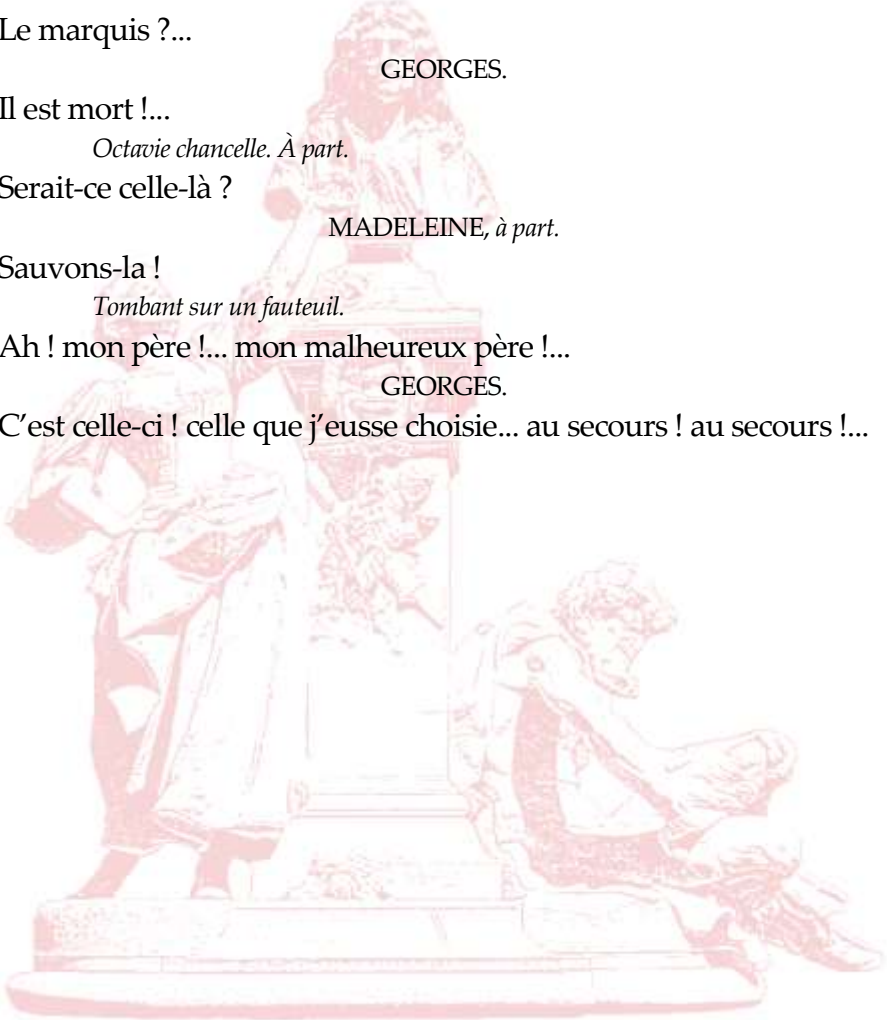 Le marquis ?...
GEORGES.
Il est mort !...
Octavie chancelle. À part.
Serait-ce celle-là ?
MADELEINE, à part.
Sauvons-la !
Tombant sur un fauteuil.
Ah ! mon père !... mon malheureux père !...
GEORGES.
C’est celle-ci ! celle que j’eusse choisie... au secours ! au secours !...